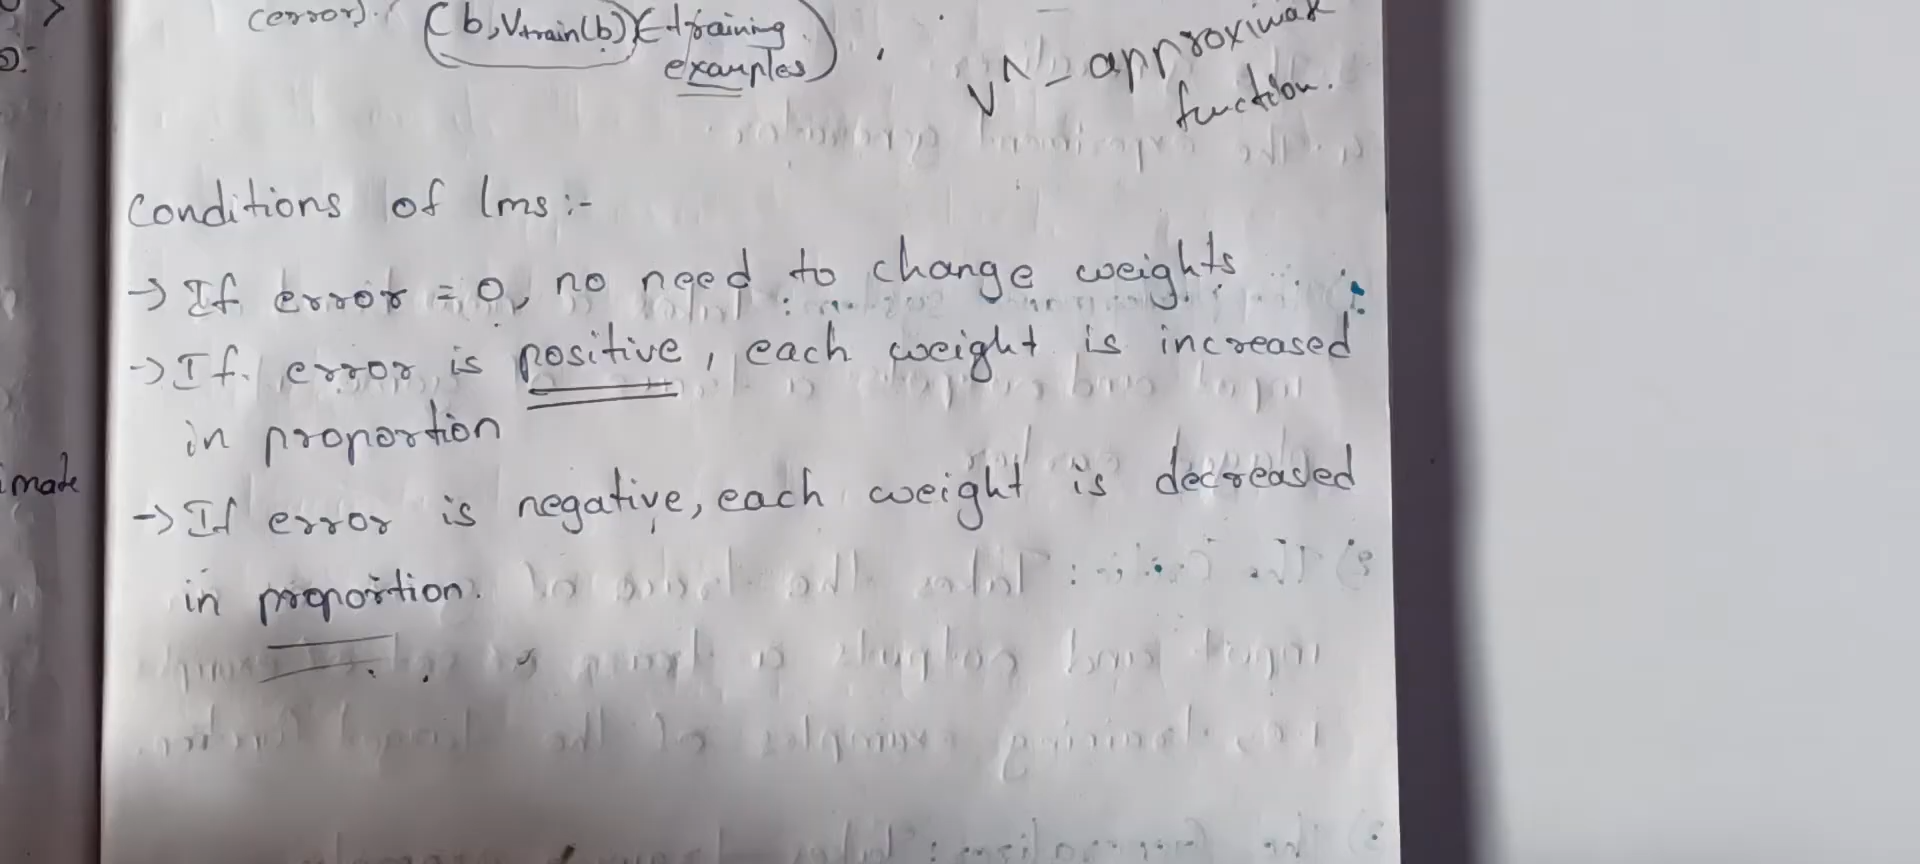 (error). (b, Vtrain(b)) ∈ training
examples) .
V^ - approximate
function.
Conditions of lms :-
→ If error = 0, no need to change weights
→ If error is positive, each weight is increased
in proportion
→ If error is negative, each weight is decreased
in proportion.
imate